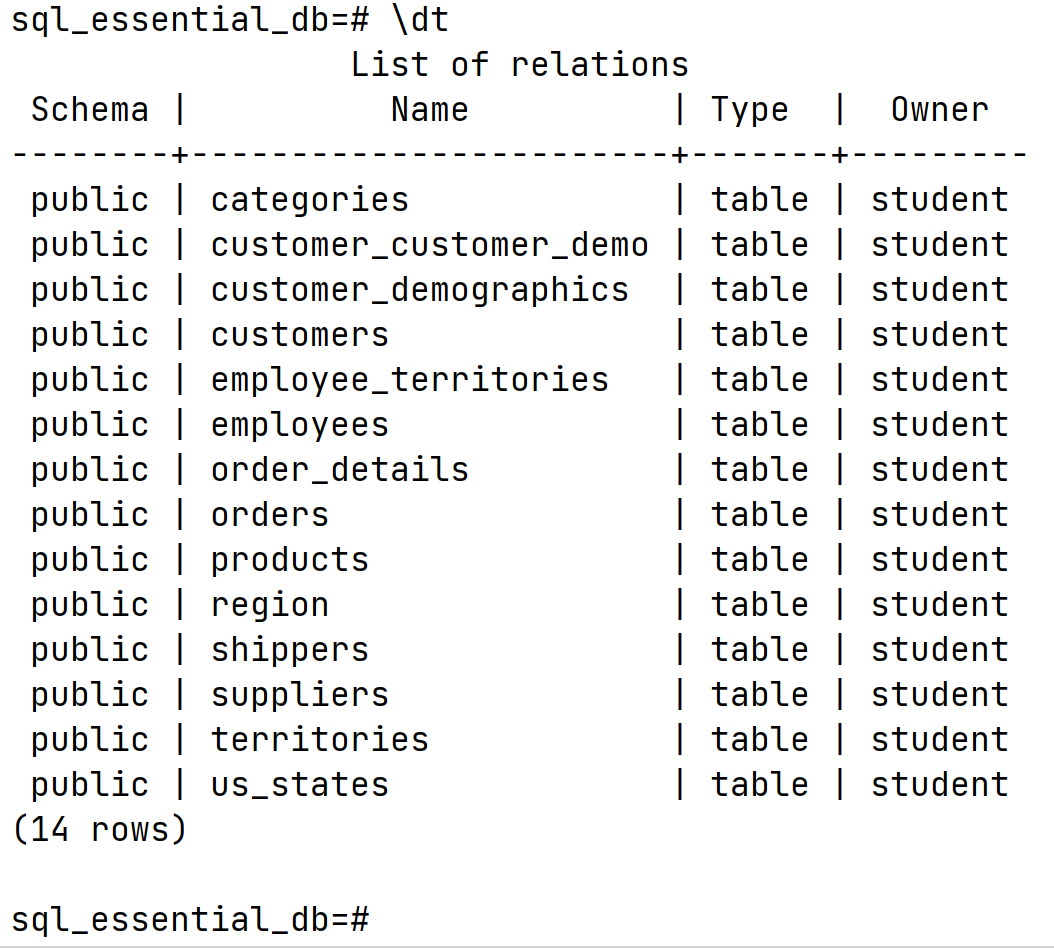 sql_essential_db=# \dt
                 List of relations
 Schema |          Name          | Type  |  Owner
--------+------------------------+-------+---------
 public | categories             | table | student
 public | customer_customer_demo | table | student
 public | customer_demographics  | table | student
 public | customers              | table | student
 public | employee_territories   | table | student
 public | employees              | table | student
 public | order_details          | table | student
 public | orders                 | table | student
 public | products               | table | student
 public | region                 | table | student
 public | shippers               | table | student
 public | suppliers              | table | student
 public | territories            | table | student
 public | us_states              | table | student
(14 rows)

sql_essential_db=#